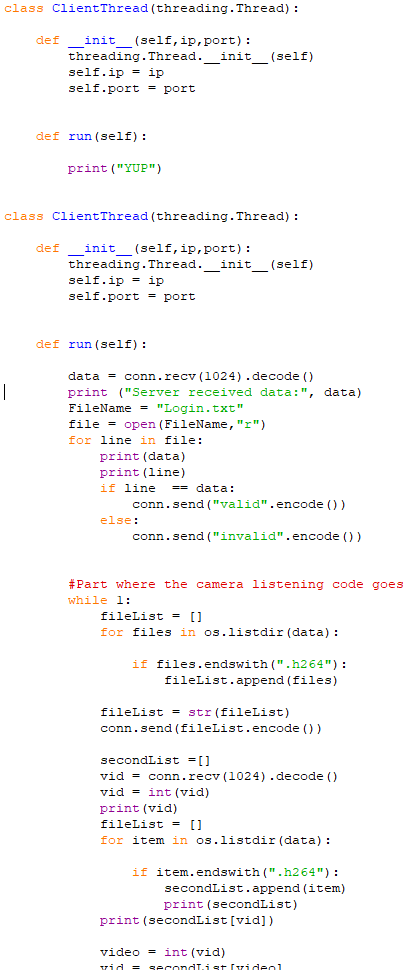 class ClientThread(threading.Thread):
    def __init__(self,ip,port):
        threading.Thread.__init__(self)
        self.ip = ip
        self.port = port
    def run(self):
        print("YUP")
class ClientThread(threading.Thread):
    def __init__(self,ip,port):
        threading.Thread.__init__(self)
        self.ip = ip
        self.port = port
    def run(self):
        data = conn.recv(1024).decode()
        print ("Server received data:", data)
        FileName = "Login.txt"
        file = open(FileName,"r")
        for line in file:
            print(data)
            print(line)
            if line  == data:
                conn.send("valid".encode())
            else:
                conn.send("invalid".encode())
        #Part where the camera listening code goes
        while 1:
            fileList = []
            for files in os.listdir(data):
                if files.endswith(".h264"):
                    fileList.append(files)
            fileList = str(fileList)
            conn.send(fileList.encode())
            secondList =[]
            vid = conn.recv(1024).decode()
            vid = int(vid)
            print(vid)
            fileList = []
            for item in os.listdir(data):
                if item.endswith(".h264"):
                    secondList.append(item)
                    print(secondList)
            print(secondList[vid])
            video = int(vid)
            vid = secondList[video]